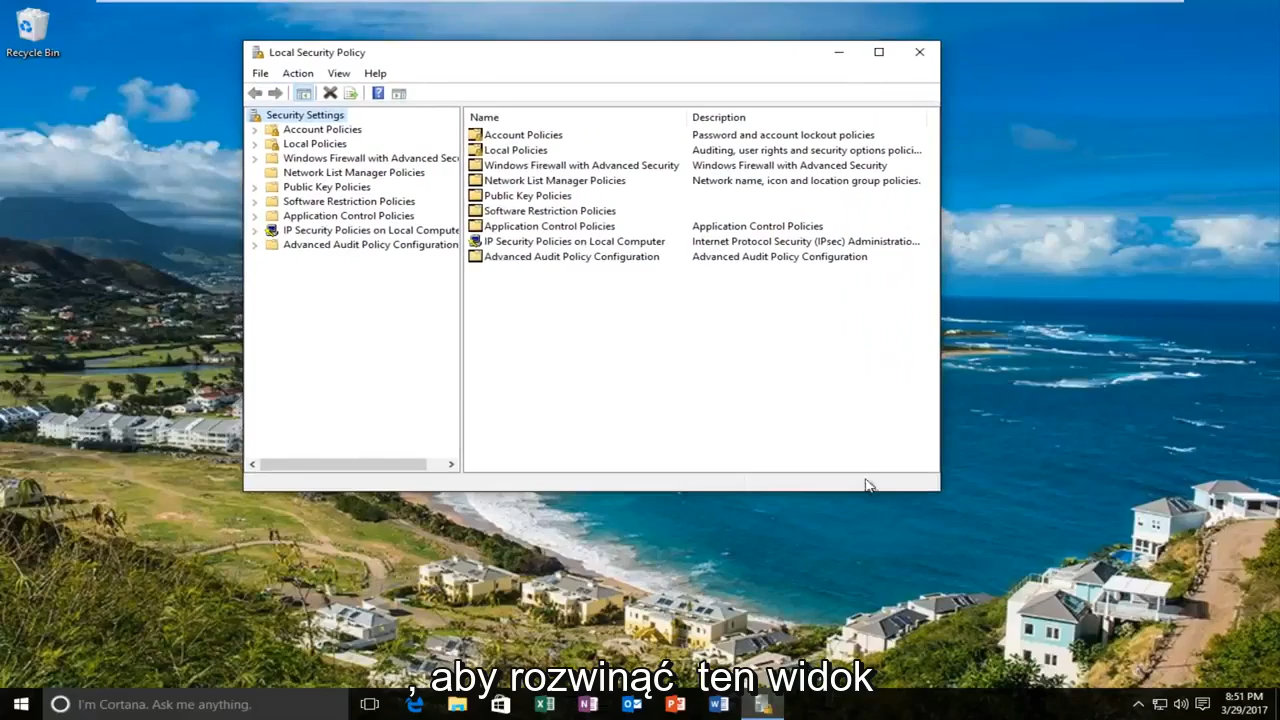 Recycle Bin
Local Security Policy
File Action View Help
Security Settings
Account Policies
Local Policies
Windows Firewall with Advanced Sec
Network List Manager Policies
Public Key Policies
Software Restriction Policies
Application Control Policies
IP Security Policies on Local Compute
Advanced Audit Policy Configuration
Name Description
Account Policies Password and account lockout policies
Local Policies Auditing, user rights and security options polici...
Windows Firewall with Advanced Security Windows Firewall with Advanced Security
Network List Manager Policies Network name, icon and location group policies.
Public Key Policies
Software Restriction Policies
Application Control Policies Application Control Policies
IP Security Policies on Local Computer Internet Protocol Security (IPsec) Administratio...
Advanced Audit Policy Configuration Advanced Audit Policy Configuration
, aby rozwinąć ten widok
I'm Cortana. Ask me anything.
8:51 PM
3/29/2017